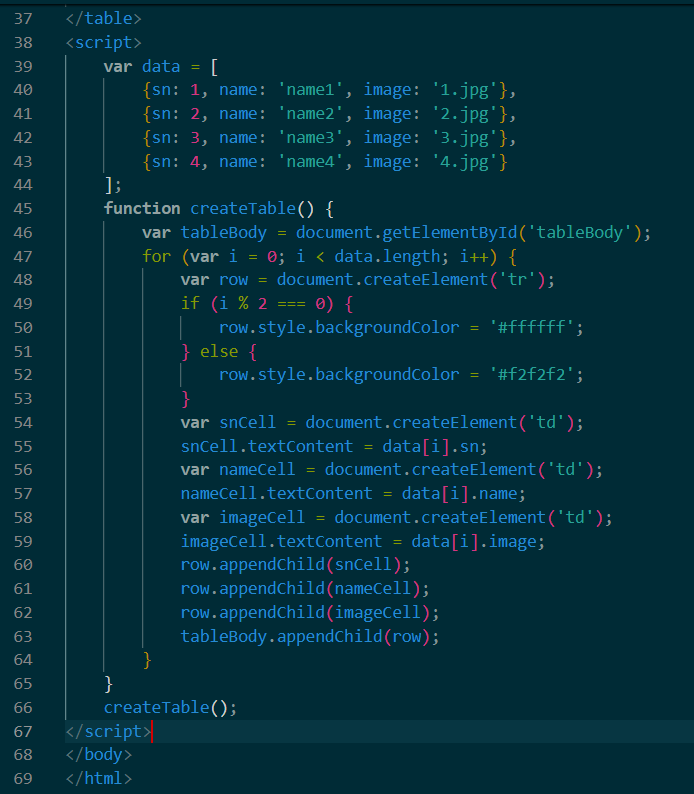 37 </table>
38 <script>
39     var data = [
40         {sn: 1, name: 'name1', image: '1.jpg'},
41         {sn: 2, name: 'name2', image: '2.jpg'},
42         {sn: 3, name: 'name3', image: '3.jpg'},
43         {sn: 4, name: 'name4', image: '4.jpg'}
44     ];
45     function createTable() {
46         var tableBody = document.getElementById('tableBody');
47         for (var i = 0; i < data.length; i++) {
48             var row = document.createElement('tr');
49             if (i % 2 === 0) {
50                 row.style.backgroundColor = '#ffffff';
51             } else {
52                 row.style.backgroundColor = '#f2f2f2';
53             }
54             var snCell = document.createElement('td');
55             snCell.textContent = data[i].sn;
56             var nameCell = document.createElement('td');
57             nameCell.textContent = data[i].name;
58             var imageCell = document.createElement('td');
59             imageCell.textContent = data[i].image;
60             row.appendChild(snCell);
61             row.appendChild(nameCell);
62             row.appendChild(imageCell);
63             tableBody.appendChild(row);
64         }
65     }
66     createTable();
67 </script>
68 </body>
69 </html>